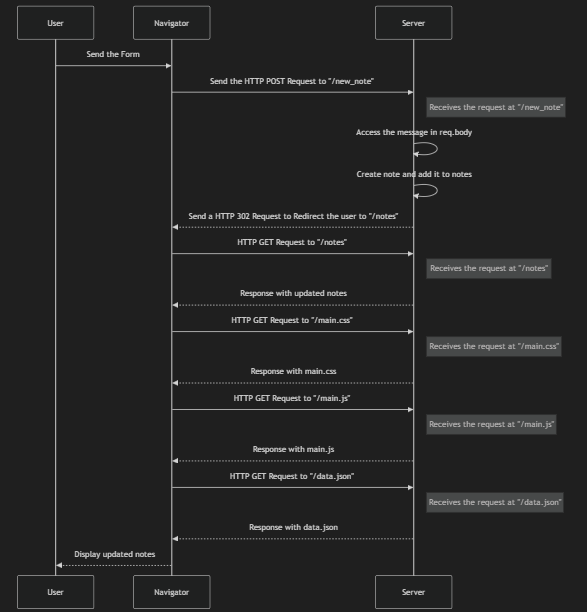 User
Navigator
Server
Send the Form
Send the HTTP POST Request to "/new_note"
Receives the request at "/new_note"
Access the message in req.body
Create note and add it to notes
Send a HTTP 302 Request to Redirect the user to "/notes"
HTTP GET Request to "/notes"
Receives the request at "/notes"
Response with updated notes
HTTP GET Request to "/main.css"
Receives the request at "/main.css"
Response with main.css
HTTP GET Request to "/main.js"
Receives the request at "/main.js"
Response with main.js
HTTP GET Request to "/data.json"
Receives the request at "/data.json"
Response with data.json
Display updated notes
User
Navigator
Server